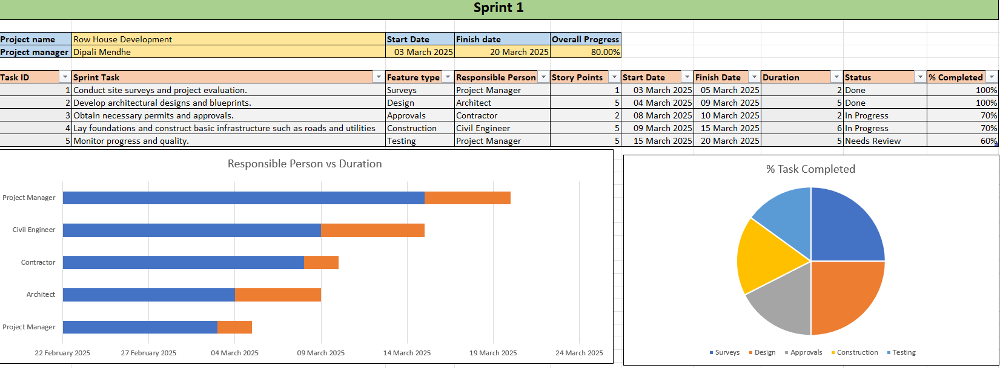 Sprint 1
Project name Row House Development Start Date Finish date Overall Progress
Project manager Dipali Mendhe 03 March 2025 20 March 2025 80.00%
Task ID Sprint Task Feature type Responsible Person Story Points Start Date Finish Date Duration Status % Completed
1 Conduct site surveys and project evaluation. Surveys Project Manager 1 03 March 2025 05 March 2025 2 Done 100%
2 Develop architectural designs and blueprints. Design Architect 5 04 March 2025 09 March 2025 5 Done 100%
3 Obtain necessary permits and approvals. Approvals Contractor 2 08 March 2025 10 March 2025 2 In Progress 70%
4 Lay foundations and construct basic infrastructure such as roads and utilities Construction Civil Engineer 5 09 March 2025 15 March 2025 6 In Progress 70%
5 Monitor progress and quality. Testing Project Manager 5 15 March 2025 20 March 2025 5 Needs Review 60%
Responsible Person vs Duration
Project Manager
Civil Engineer
Contractor
Architect
Project Manager
22 February 2025 27 February 2025 04 March 2025 09 March 2025 14 March 2025 19 March 2025 24 March 2025
% Task Completed
Surveys Design Approvals Construction Testing